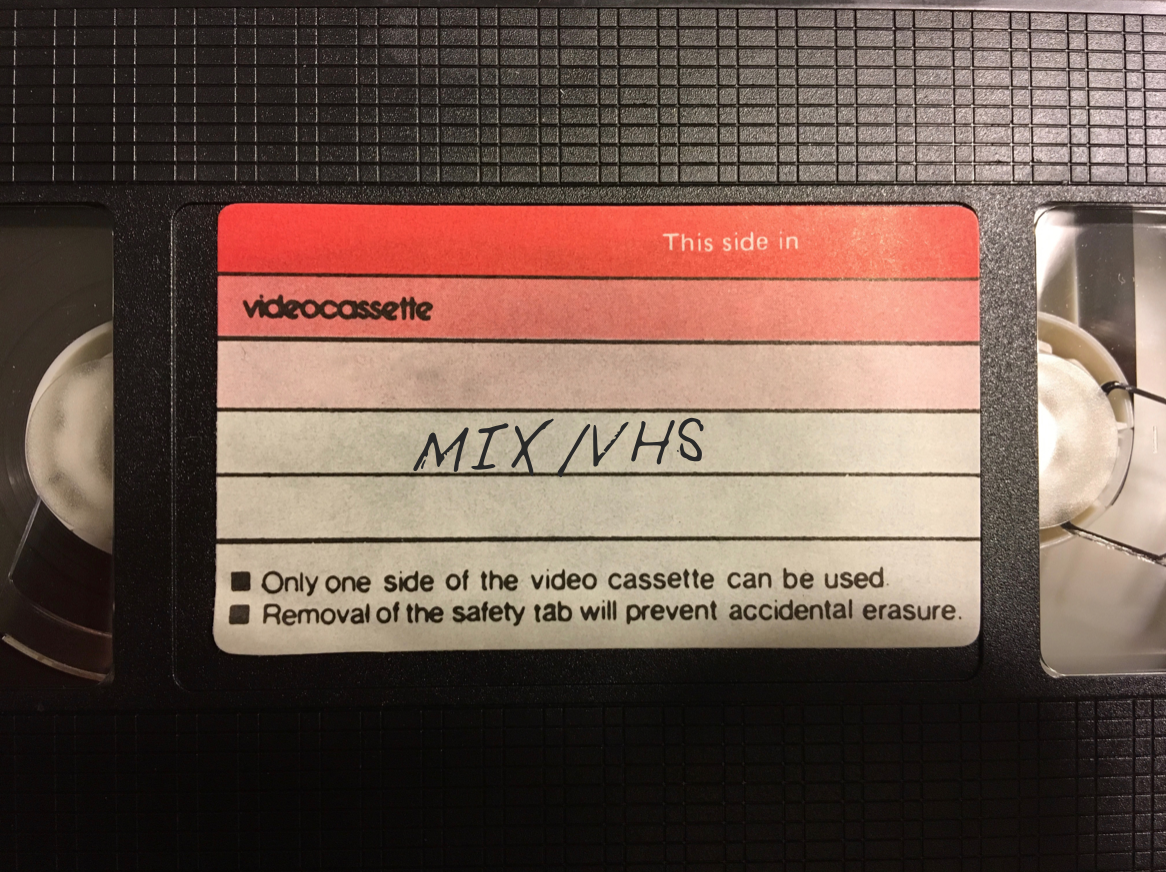 This side in
videocassette
MIX /VHS
■ Only one side of the video cassette can be used.
■ Removal of the safety tab will prevent accidental erasure.